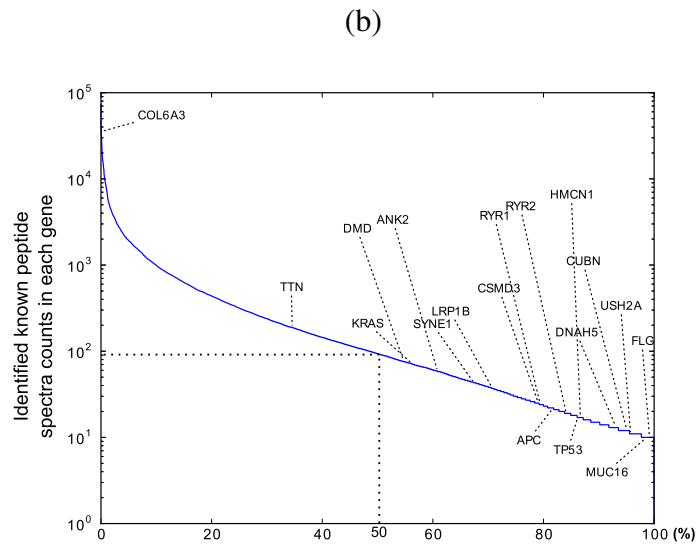 (b)
10^5
COL6A3
10^4
HMCN1
RYR2
RYR1
ANK2
DMD
10^3
CUBN
TTN
CSMD3
USH2A
LRP1B
KRAS
SYNE1
DNAH5
FLG
10^2
10^1
APC
TP53
MUC16
10^0
0
20
40
50
60
80
100 (%)
Identified known peptide
spectra counts in each gene